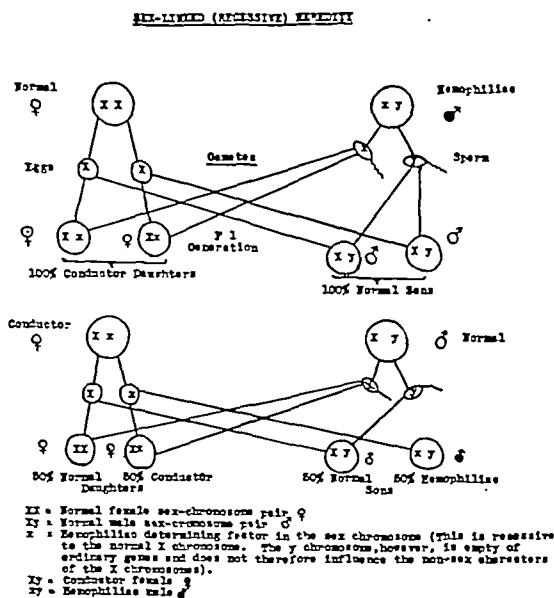 SEX-LINKED (RECESSIVE) HEREDITY
Normal
♀
X X
Hemophiliac
x y
♂
Eggs
X
X
Gametes
x
y
Sperm
♀
X x
♀
Xx
F 1
Generation
X y
♂
X y
♂
100% Conductor Daughters
100% Normal Sons
Conductor
♀
X x
X y
♂
Normal
X
x
y
♀
XX
♀
♂
X y
x y
50% Normal
50% Conductor
Daughters
50% Normal
50% Hemophiliac
Sons
XX = Normal female sex-chromosome pair ♀
Xy = Normal male sex-cromosome pair ♂
x = Hemophiliac determining factor in the sex chromosome (This is recessive
to the normal X chromosome. The y chromosome, however, is empty of
ordinary genes and does not therefore influence the non-sex characters
of the X chromosomes).
= Conductor female
xy = Hemophiliac male